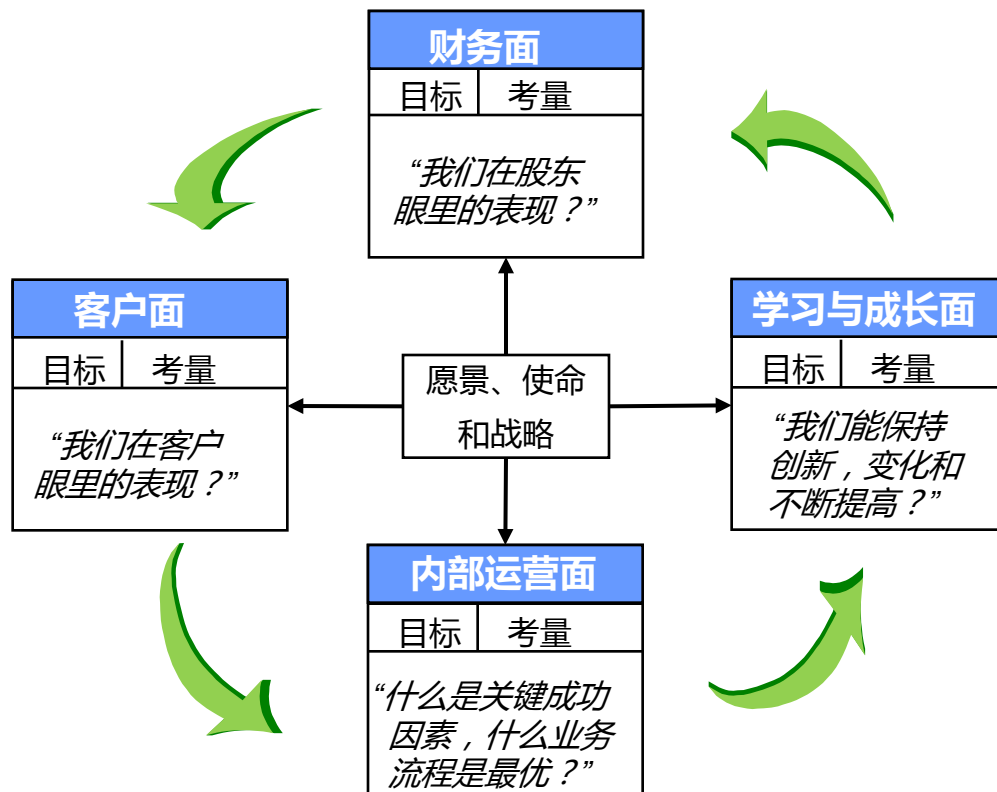 财务面
目标 考量
“我们在股东
眼里的表现？”
客户面
目标 考量
“我们在客户
眼里的表现？”
愿景、使命
和战略
学习与成长面
目标 考量
“我们能保持
创新，变化和
不断提高？”
内部运营面
目标 考量
“什么是关键成功
因素，什么业务
流程是最优？”